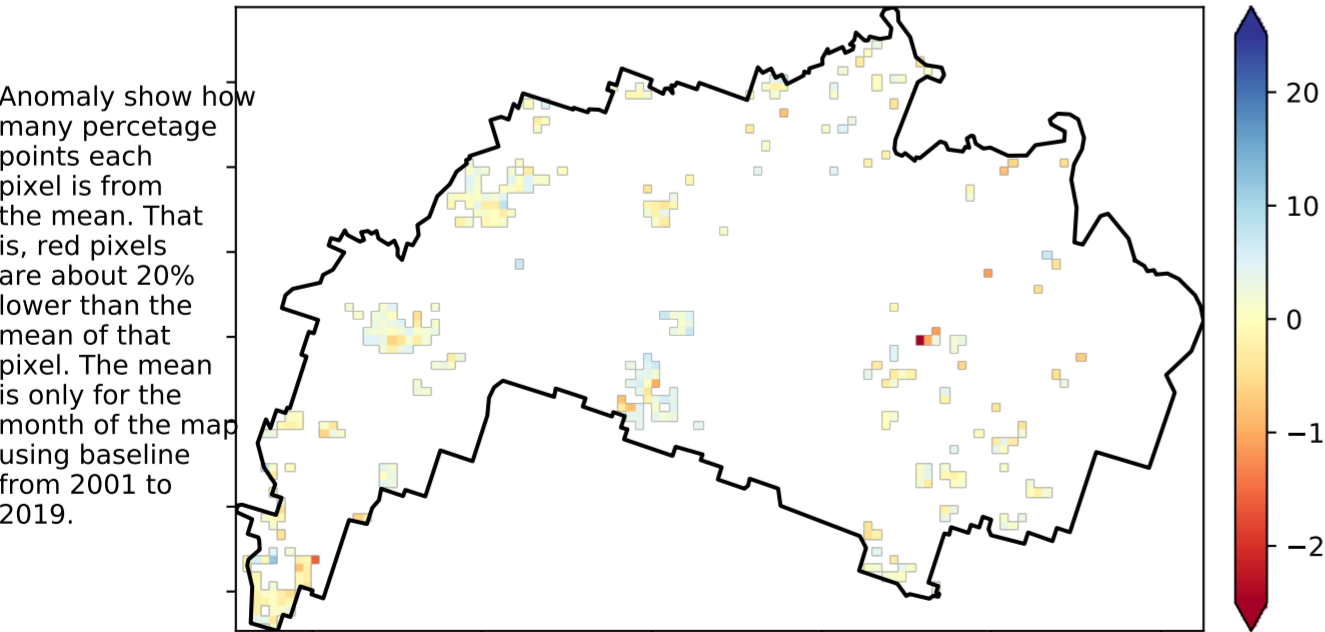 Anomaly show how
many percetage
points each
pixel is from
the mean. That
is, red pixels
are about 20%
lower than the
mean of that
pixel. The mean
is only for the
month of the map
using baseline
from 2001 to
2019.
20
10
0
−1
−2